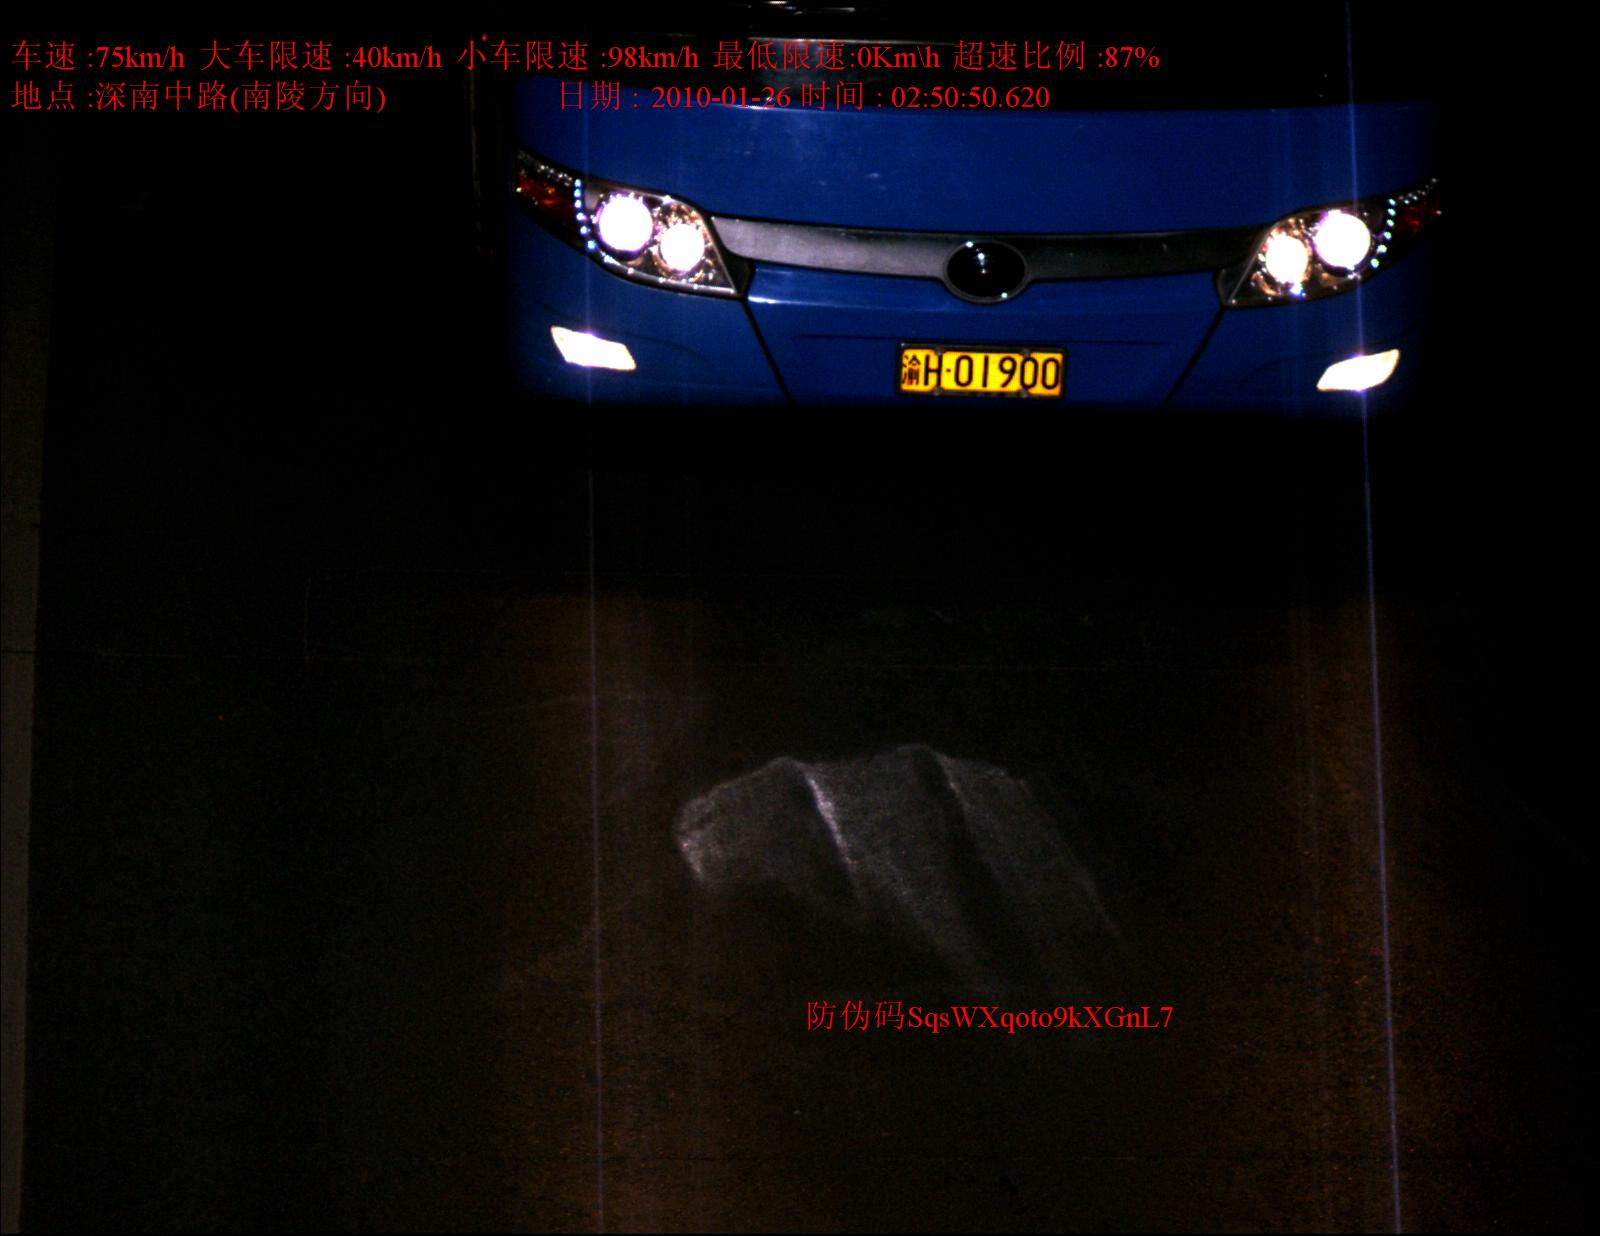 车速:75km/h 大车限速:40km/h 小车限速:98km/h 最低限速:0Km\h 超速比例:87%
地点:深南中路(南陵方向) 日期:2010-01-26 时间:02:50:50.620
渝H·01900
防伪码SqsWXqoto9kXGnL7